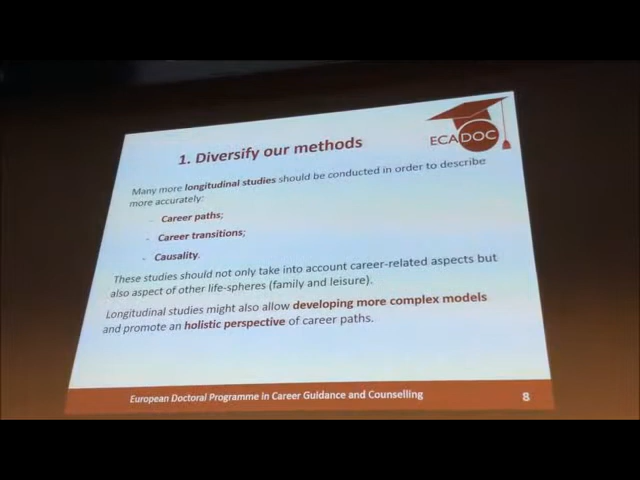 ECADOC
1. Diversify our methods
Many more longitudinal studies should be conducted in order to describe
more accurately:
- Career paths;
- Career transitions;
- Causality.
These studies should not only take into account career-related aspects but
also aspect of other life-spheres (family and leisure).
Longitudinal studies might also allow developing more complex models
and promote an holistic perspective of career paths.
European Doctoral Programme in Career Guidance and Counselling
8